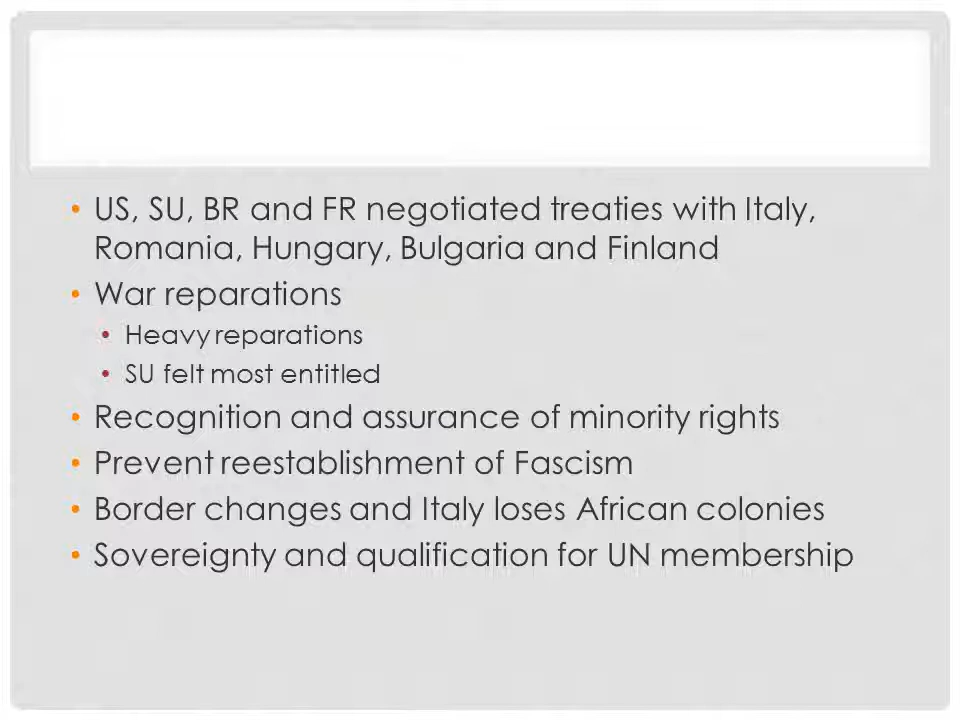 • US, SU, BR and FR negotiated treaties with Italy,
Romania, Hungary, Bulgaria and Finland
• War reparations
• Heavy reparations
• SU felt most entitled
• Recognition and assurance of minority rights
• Prevent reestablishment of Fascism
• Border changes and Italy loses African colonies
• Sovereignty and qualification for UN membership